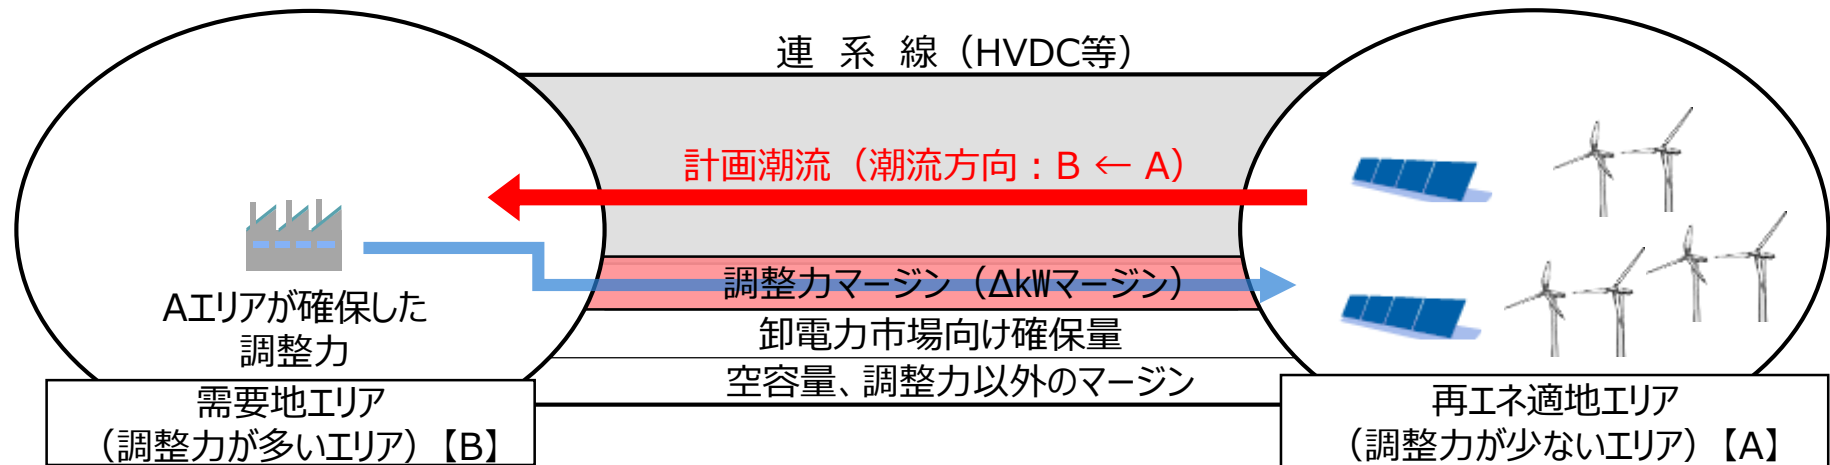 連 系 線（HVDC等）
計画潮流（潮流方向：B ← A）
調整力マージン（ΔkWマージン）
卸電力市場向け確保量
空容量、調整力以外のマージン
Aエリアが確保した
調整力
需要地エリア
（調整力が多いエリア）【B】
再エネ適地エリア
（調整力が少ないエリア）【A】